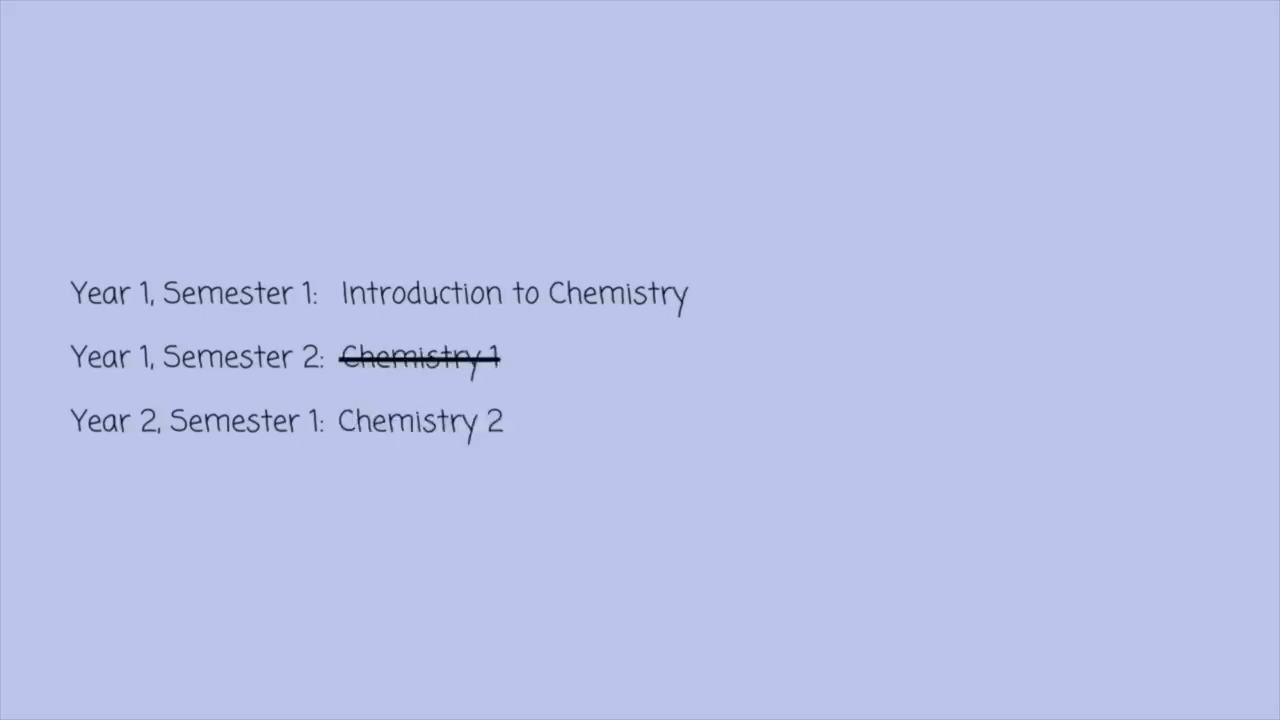 Year 1, Semester 1: Introduction to Chemistry
Year 1, Semester 2: Chemistry 1
Year 2, Semester 1: Chemistry 2